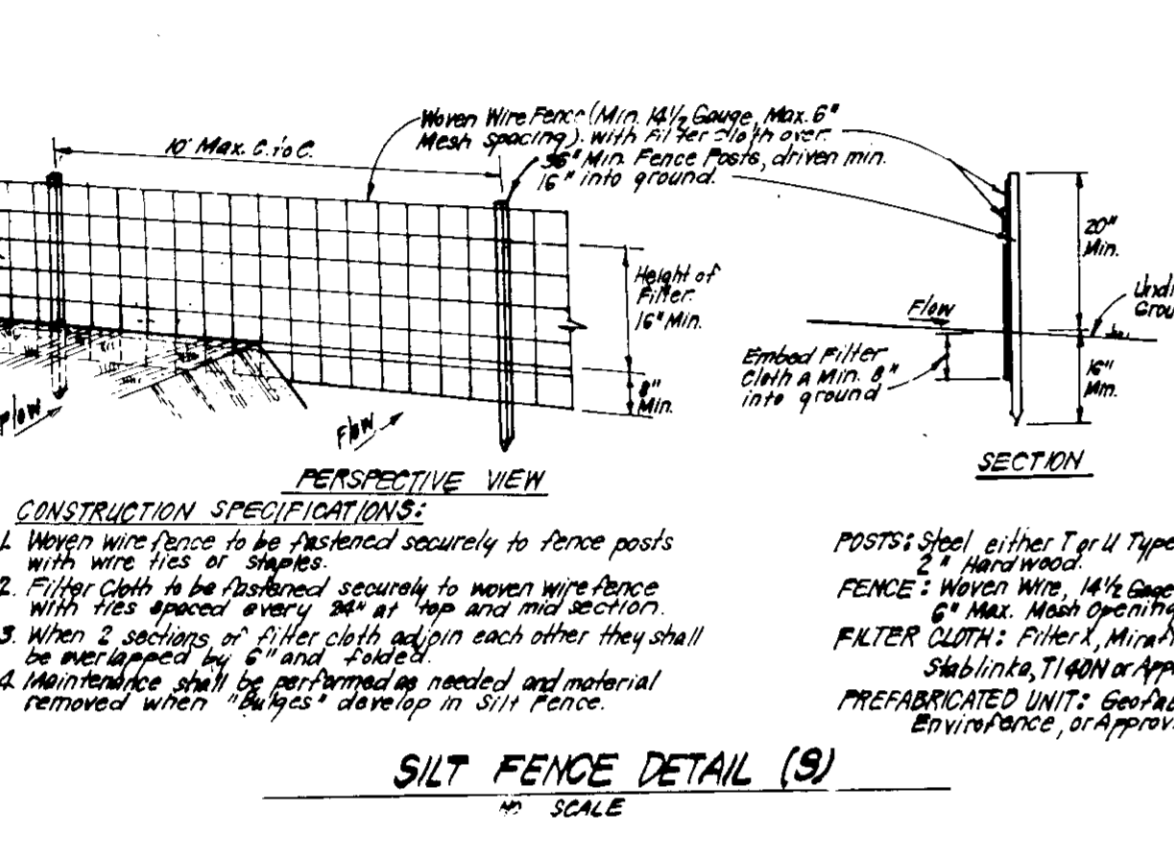 Woven Wire Fence (Min. 14½ Gauge, Max. 6"
Mesh spacing) with Filter Cloth over.
10' Max. C. to C.
36" Min. Fence Posts, driven min.
16" into ground.
Height of
Filter
16" Min.
8"
Min.
Flow
Flow
20"
Min.
Flow
Embed Filter
Cloth a Min. 8"
into ground
16"
Min.
PERSPECTIVE VIEW
SECTION
CONSTRUCTION SPECIFICATIONS:
1. Woven wire fence to be fastened securely to fence posts
with wire ties or staples.
2. Filter Cloth to be fastened securely to woven wire fence
with ties spaced every 24" at top and mid section.
3. When 2 sections of filter cloth adjoin each other they shall
be overlapped by 6" and folded.
4. Maintenance shall be performed as needed and material
removed when "Bulges" develop in Silt Fence.
POSTS: Steel either T or U Type
2" Hardwood.
FENCE: Woven Wire, 14½ Gage
6" Max. Mesh Opening
FILTER CLOTH: Filter X, Miraf
Stablinka, T140N or App
PREFABRICATED UNIT: Geofab
Envirofence, or Approv
SILT FENCE DETAIL (S)
NO SCALE